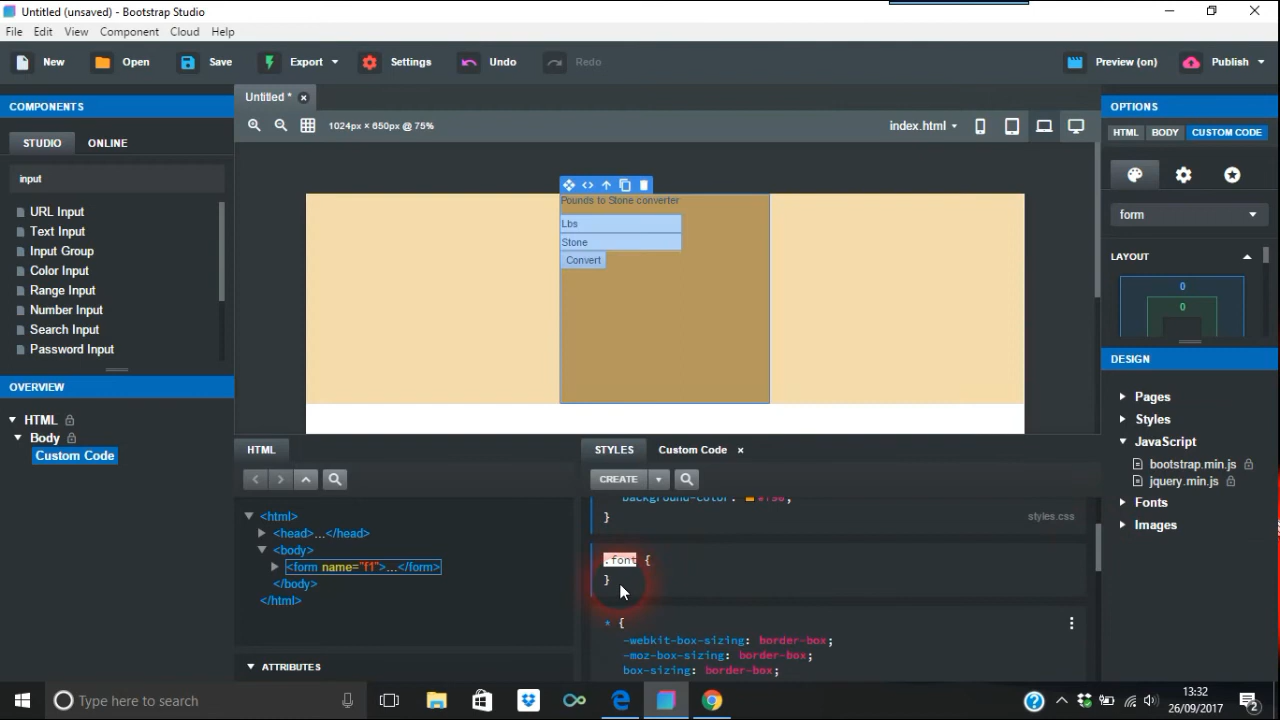 Untitled (unsaved) - Bootstrap Studio
File Edit View Component Cloud Help
New Open Save Export Settings Undo Redo Preview (on) Publish
COMPONENTS
STUDIO ONLINE
input
URL Input
Text Input
Input Group
Color Input
Range Input
Number Input
Search Input
Password Input
OVERVIEW
HTML
Body
Custom Code
Untitled *
1024px × 650px @ 75%
index.html
Pounds to Stone converter
Lbs
Stone
Convert
HTML
<html>
<head>...</head>
<body>
<form name="f1">...</form>
</body>
</html>
ATTRIBUTES
STYLES Custom Code
CREATE
background-color:
}
styles.css
.font {
}
* {
-webkit-box-sizing: border-box;
-moz-box-sizing: border-box;
box-sizing: border-box;
OPTIONS
HTML BODY CUSTOM CODE
form
LAYOUT
0
0
DESIGN
Pages
Styles
JavaScript
bootstrap.min.js
jquery.min.js
Fonts
Images
Type here to search
13:32
26/09/2017
2